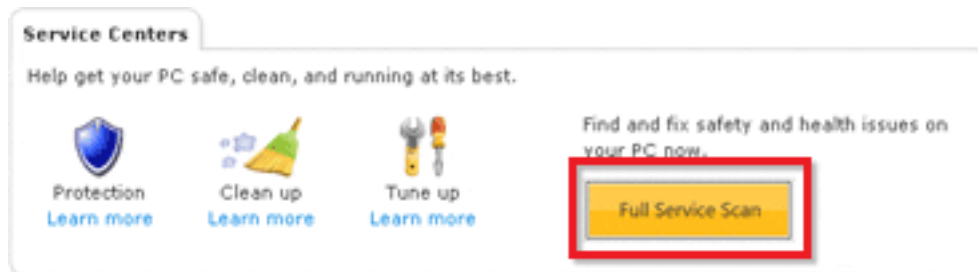 Service Centers
Help get your PC safe, clean, and running at its best.
Find and fix safety and health issues on
your PC now.
Protection
Learn more
Clean up
Learn more
Tune up
Learn more
Full Service Scan